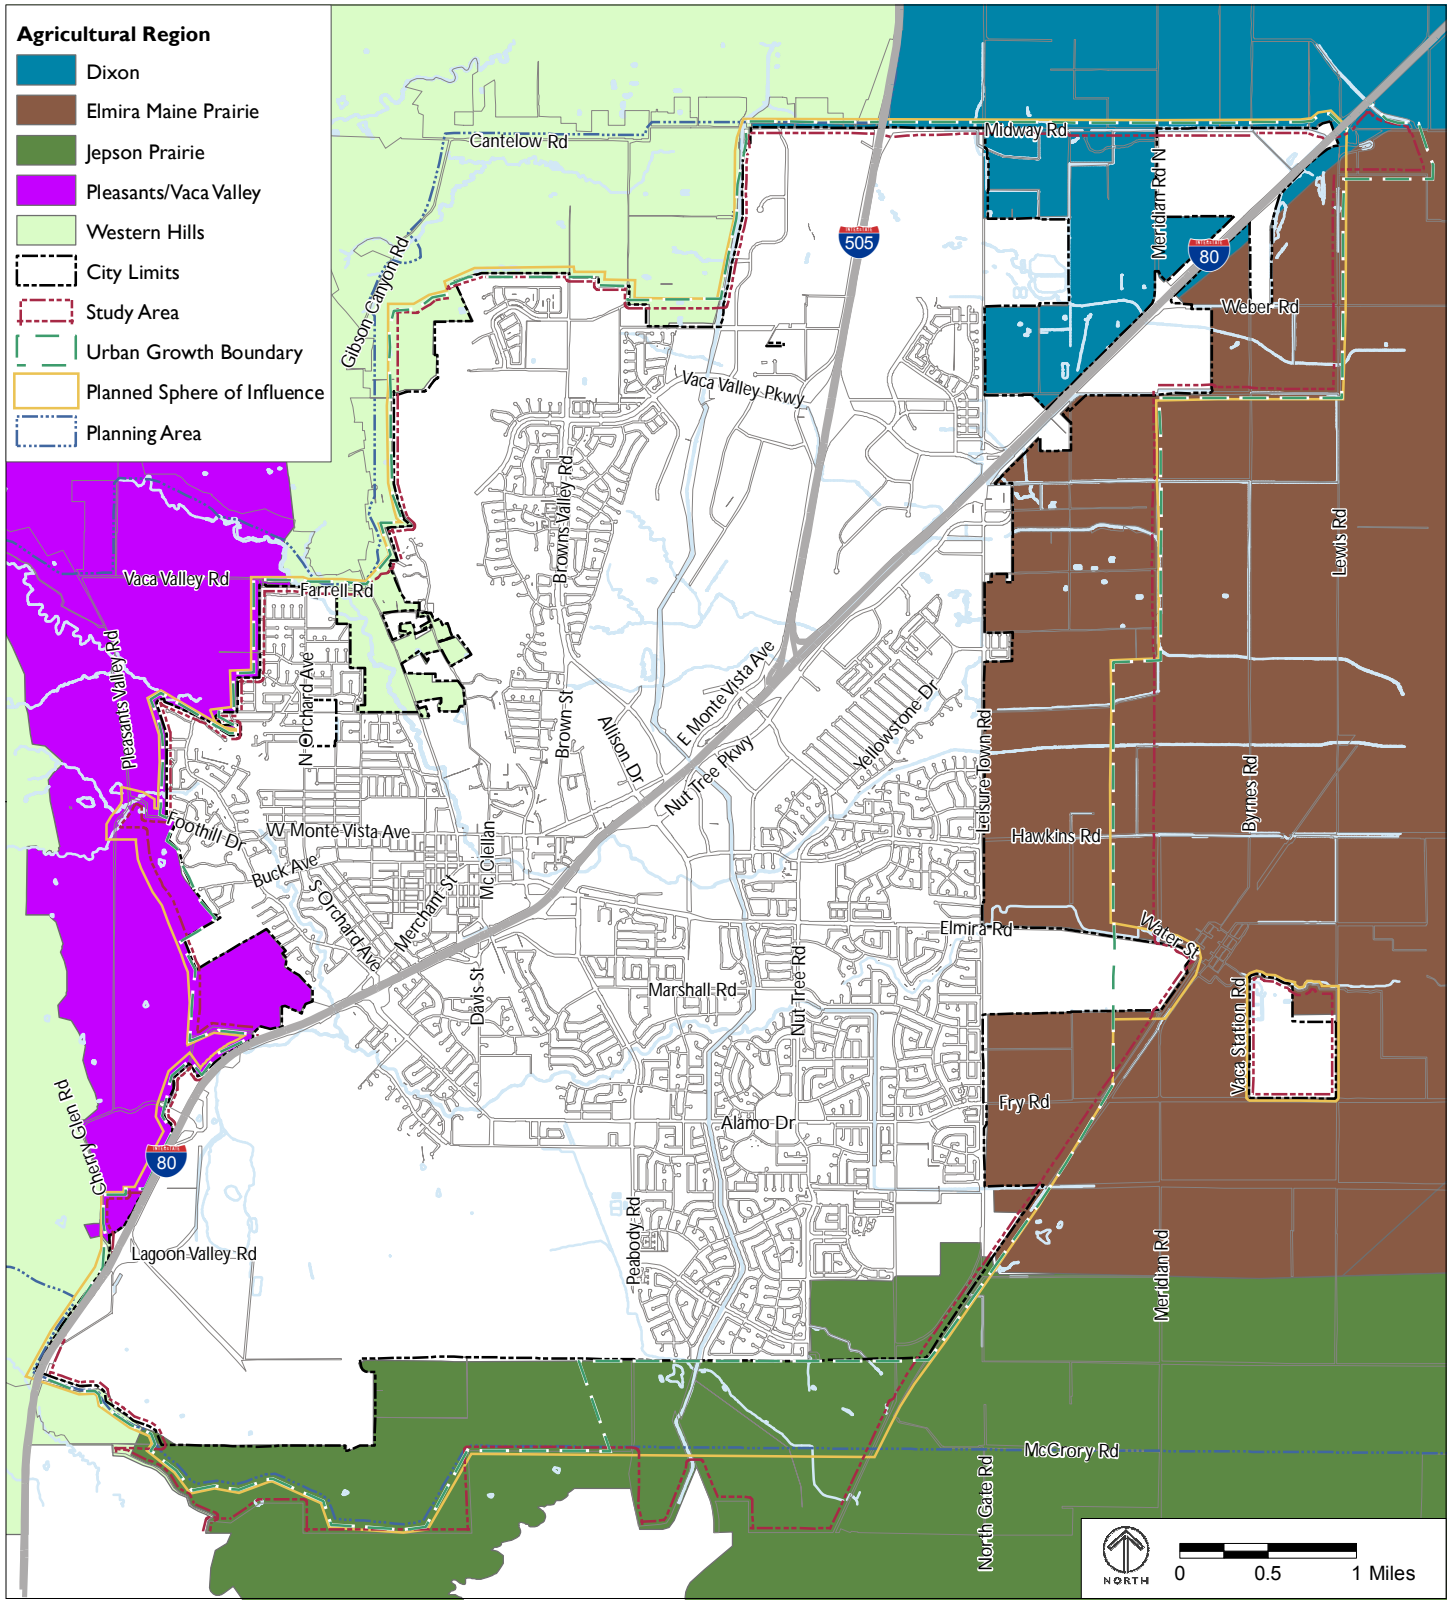 Agricultural Region
Dixon
Elmira Maine Prairie
Jepson Prairie
Pleasants/Vaca Valley
Western Hills
City Limits
Study Area
Urban Growth Boundary
Planned Sphere of Influence
Planning Area
Cantelow Rd
Midway Rd
Meridian Rd N
INTERSTATE
505
INTERSTATE
80
Gibson Canyon Rd
Weber Rd
Vaca Valley Pkwy
Browns Valley Rd
Lewis Rd
Vaca Valley Rd
Farrell Rd
Pleasants Valley Rd
N Orchard Ave
E Monte Vista Ave
Brown St
Allison Dr
Yellowstone Dr
Nut Tree Pkwy
Leisure Town Rd
Byrnes Rd
Foothill Dr
W Monte Vista Ave
Hawkins Rd
McClellan
Buck Ave
S Orchard Ave
Merchant St
Elmira Rd
Water St
Davis St
Marshall Rd
Nut Tree Rd
Vaca Station Rd
Cherry Glen Rd
Fry Rd
Alamo Dr
INTERSTATE
80
Peabody Rd
Lagoon Valley Rd
Meridian Rd
McCrory Rd
North Gate Rd
NORTH
0 0.5 1 Miles